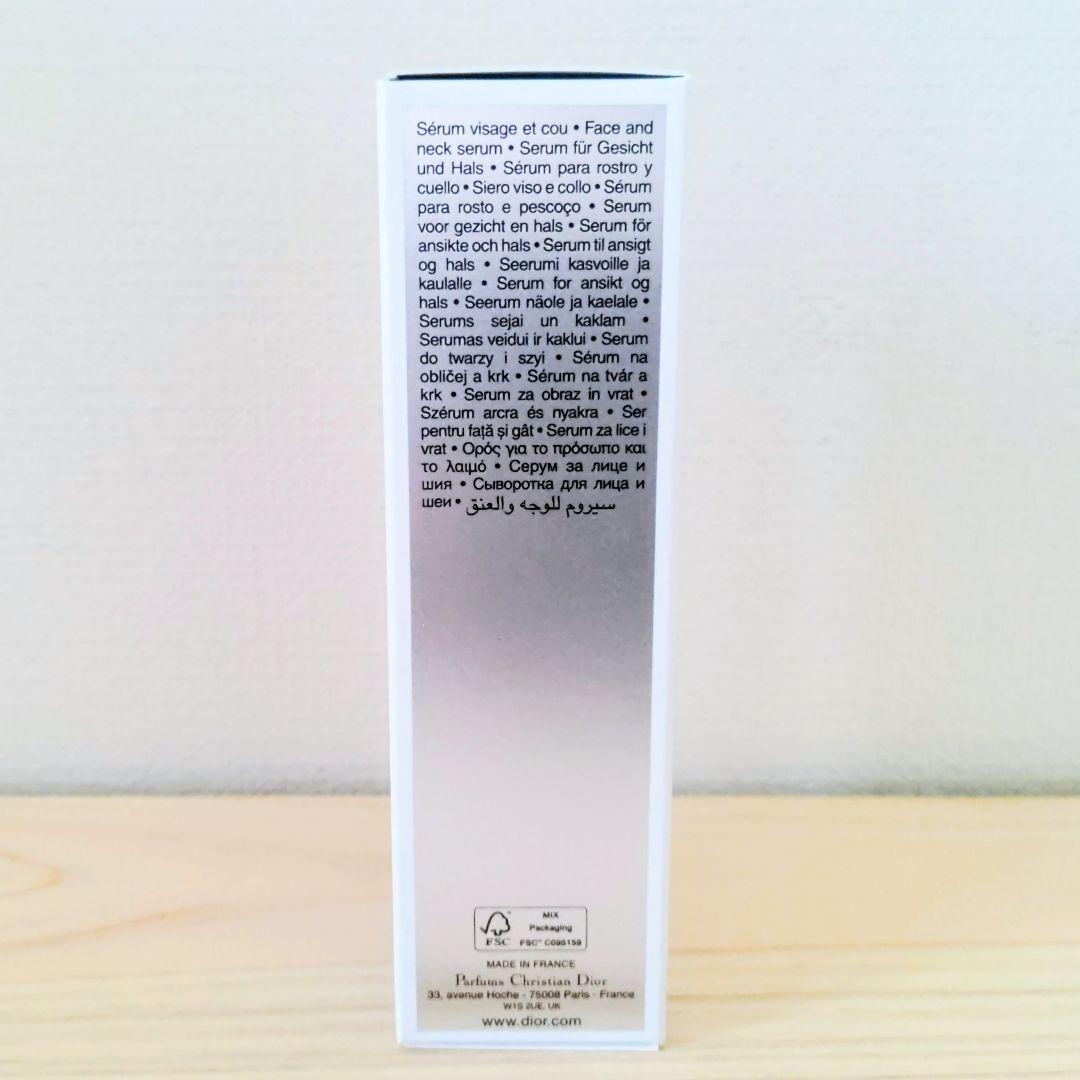 Sérum visage et cou • Face and
neck serum • Serum für Gesicht
und Hals • Sérum para rostro y
cuello • Siero viso e collo • Sérum
para rosto e pescoço • Serum
voor gezicht en hals • Serum för
ansikte och hals • Serum til ansigt
og hals • Seerumi kasvoille ja
kaulalle • Serum for ansikt og
hals • Seerum näole ja kaelale •
Serums sejai un kaklam •
Serumas veidui ir kaklui • Serum
do twarzy i szyi • Sérum na
obličej a krk • Sérum na tvár a
krk • Serum za obraz in vrat •
Szérum arcra és nyakra • Ser
pentru față și gât • Serum za lice i
vrat • Ορός για το πρόσωπο και
το λαιμό • Серум за лице и
шия • Сыворотка для лица и
шеи • سيروم للوجه والعنق
FSC™
MIX
Packaging
FSC® C095159
MADE IN FRANCE
Parfums Christian Dior
33, avenue Hoche - 75008 Paris - France
W1S 2UE, UK
www.dior.com